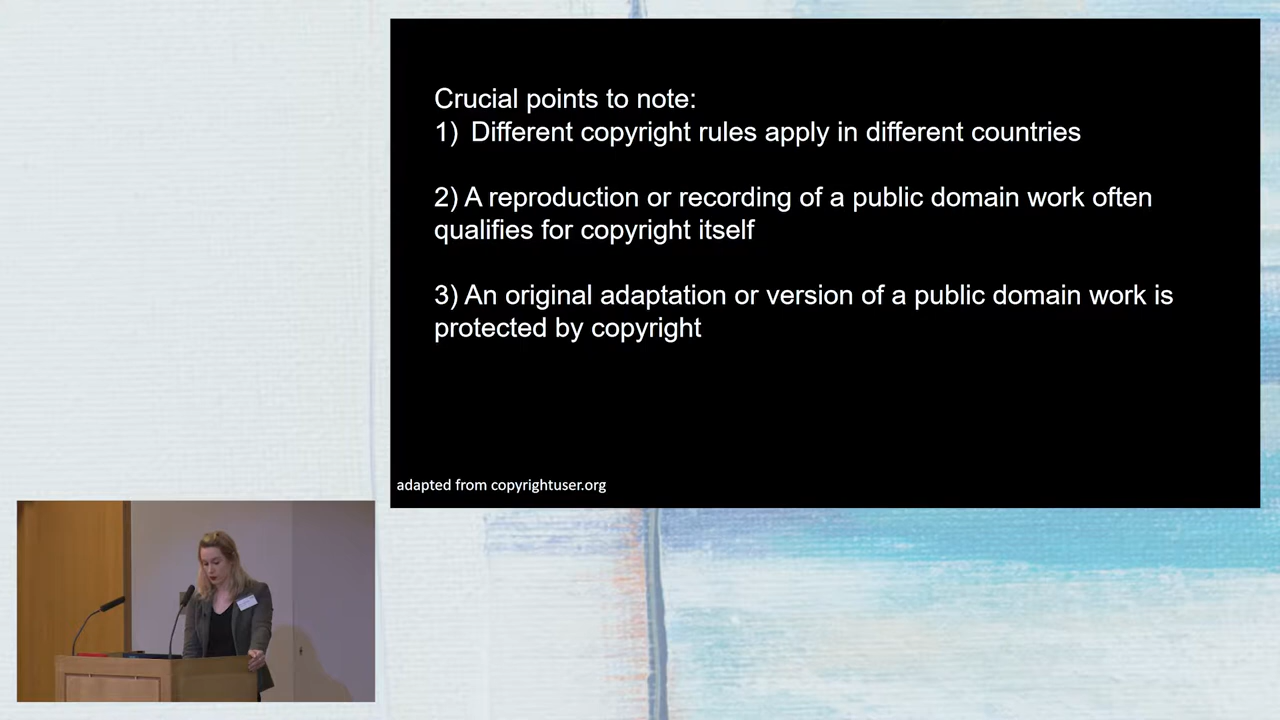 Crucial points to note:
1) Different copyright rules apply in different countries
2) A reproduction or recording of a public domain work often
qualifies for copyright itself
3) An original adaptation or version of a public domain work is
protected by copyright
adapted from copyrightuser.org